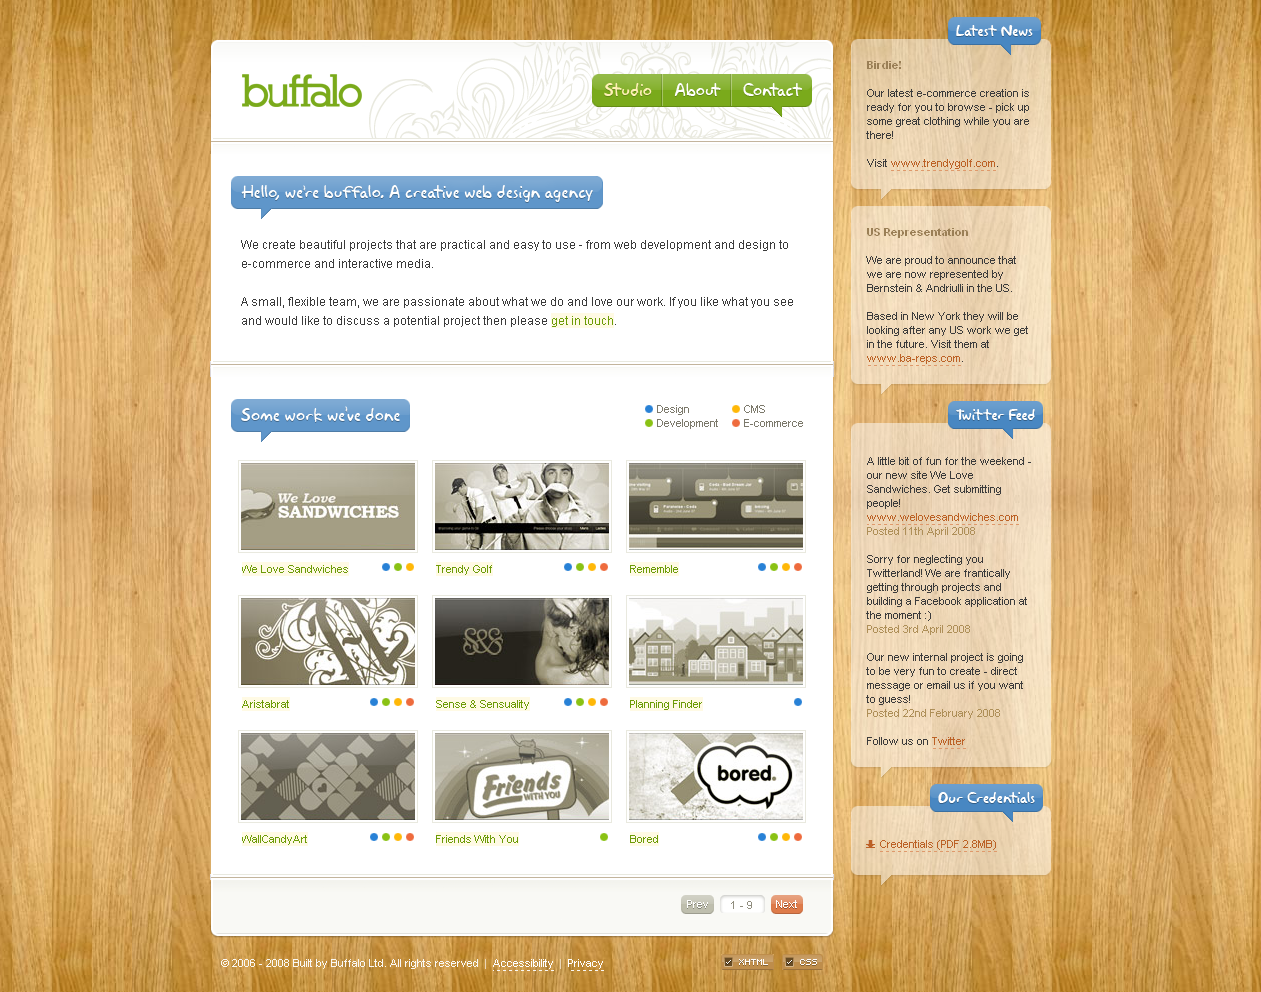 buffalo
Studio
About
Contact
Hello, we're buffalo. A creative web design agency
We create beautiful projects that are practical and easy to use - from web development and design to
e-commerce and interactive media.
A small, flexible team, we are passionate about what we do and love our work. If you like what you see
and would like to discuss a potential project then please get in touch.
Some work we've done
Design
CMS
Development
E-commerce
We Love
SANDWICHES
We Love Sandwiches
Trendy Golf
Rememble
Aristabrat
S&S
Sense & Sensuality
Planning Finder
WallCandyArt
Friends
WITH YOU
Friends With You
bored.
Bored
Prev
1 - 9
Next
© 2006 - 2008 Built by Buffalo Ltd. All rights reserved | Accessibility | Privacy
XHTML
CSS
Latest News
Birdie!
Our latest e-commerce creation is
ready for you to browse - pick up
some great clothing while you are
there!
Visit www.trendygolf.com.
US Representation
We are proud to announce that
we are now represented by
Bernstein & Andriulli in the US.
Based in New York they will be
looking after any US work we get
in the future. Visit them at
www.ba-reps.com.
Twitter Feed
A little bit of fun for the weekend -
our new site We Love
Sandwiches. Get submitting
people!
www.welovesandwiches.com
Posted 11th April 2008
Sorry for neglecting you
Twitterland! We are frantically
getting through projects and
building a Facebook application at
the moment :)
Posted 3rd April 2008
Our new internal project is going
to be very fun to create - direct
message or email us if you want
to guess!
Posted 22nd February 2008
Follow us on Twitter
Our Credentials
Credentials (PDF 2.8MB)